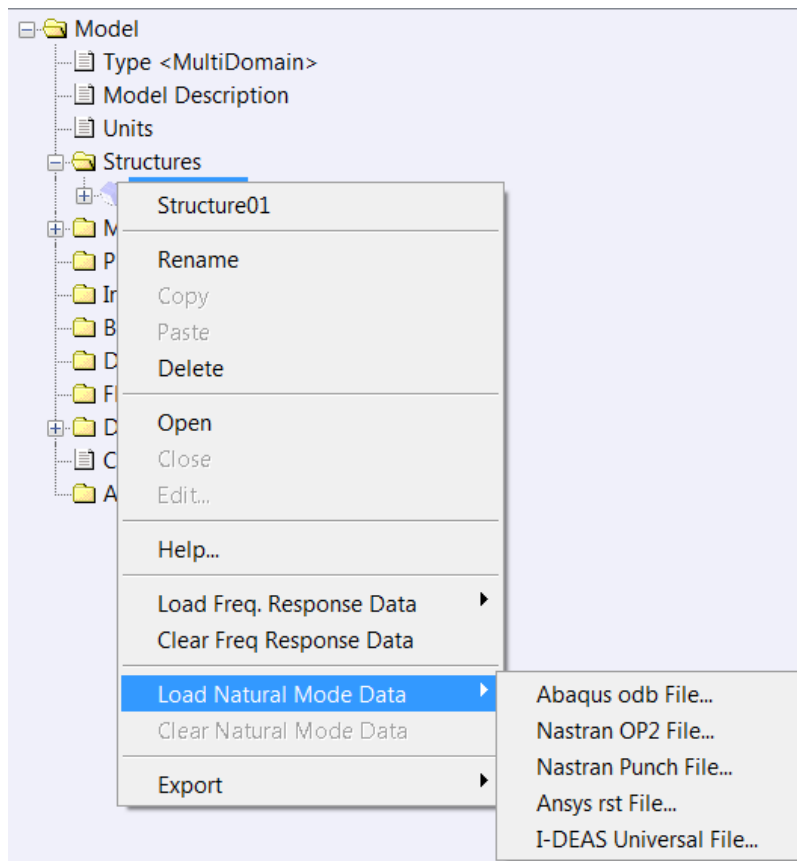 Model
Type <MultiDomain>
Model Description
Units
Structures
Structure01
M
Rename
P
Copy
Ir
Paste
B
Delete
D
Fl
Open
D
Close
C
Edit...
A
Help...
Load Freq. Response Data
Clear Freq Response Data
Load Natural Mode Data
Abaqus odb File...
Clear Natural Mode Data
Nastran OP2 File...
Nastran Punch File...
Export
Ansys rst File...
I-DEAS Universal File...